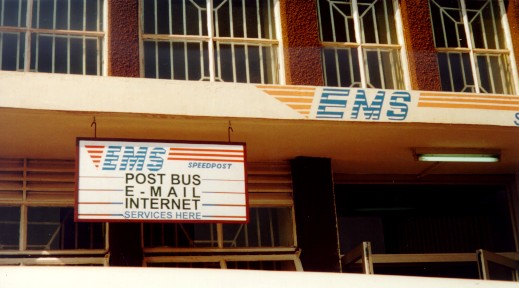 EMS
EMS SPEEDPOST
POST BUS
E - MAIL
INTERNET
SERVICES HERE